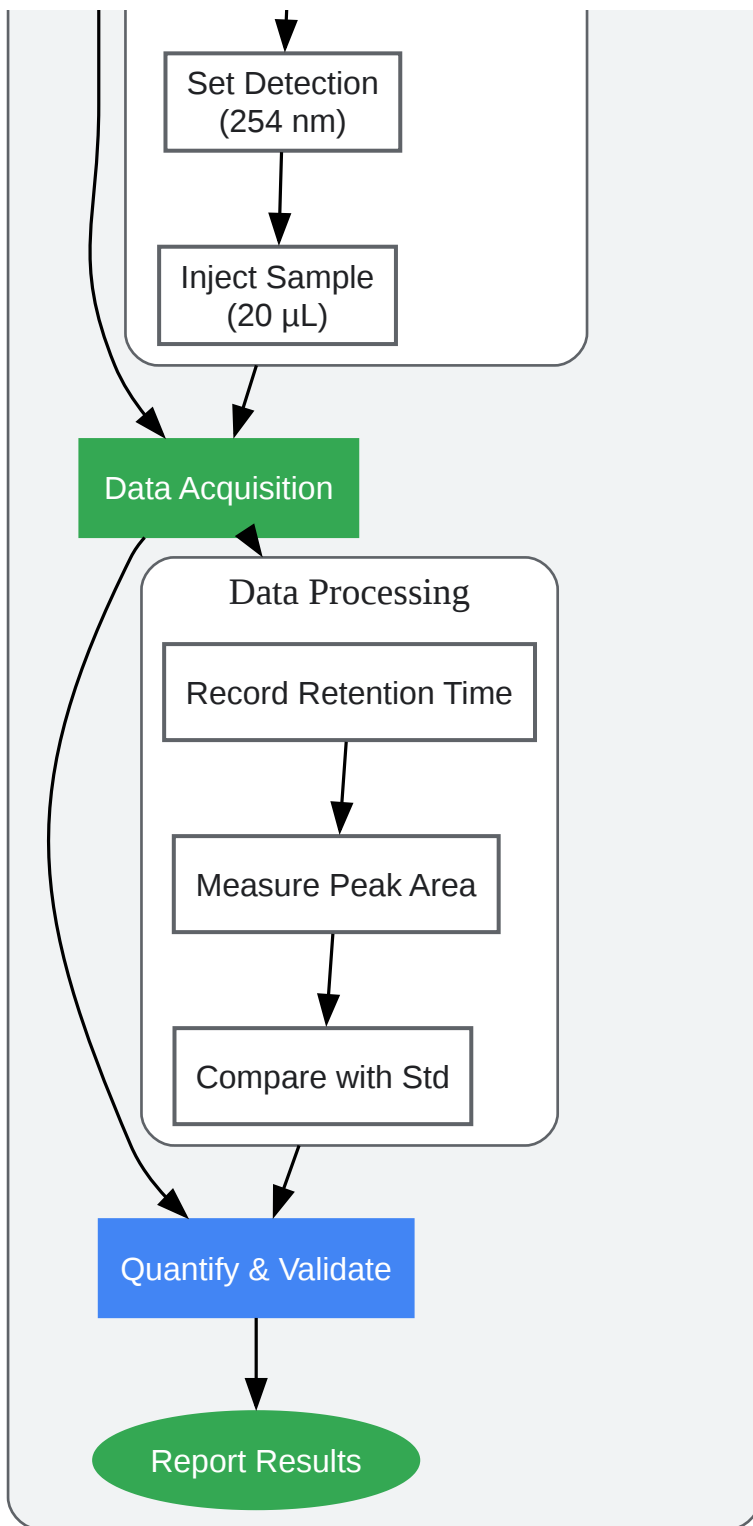 Set Detection
(254 nm)
Inject Sample
(20 µL)
Data Acquisition
Data Processing
Record Retention Time
Measure Peak Area
Compare with Std
Quantify & Validate
Report Results